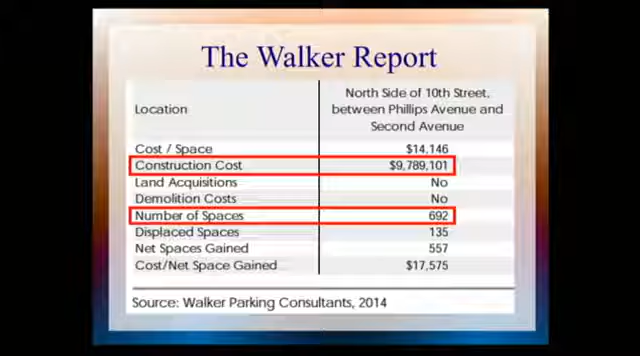 The Walker Report
Location
North Side of 10th Street,
between Phillips Avenue and
Second Avenue
Cost / Space $14,146
Construction Cost $9,789,101
Land Acquisitions No
Demolition Costs No
Number of Spaces 692
Displaced Spaces 135
Net Spaces Gained 557
Cost/Net Space Gained $17,575
Source: Walker Parking Consultants, 2014